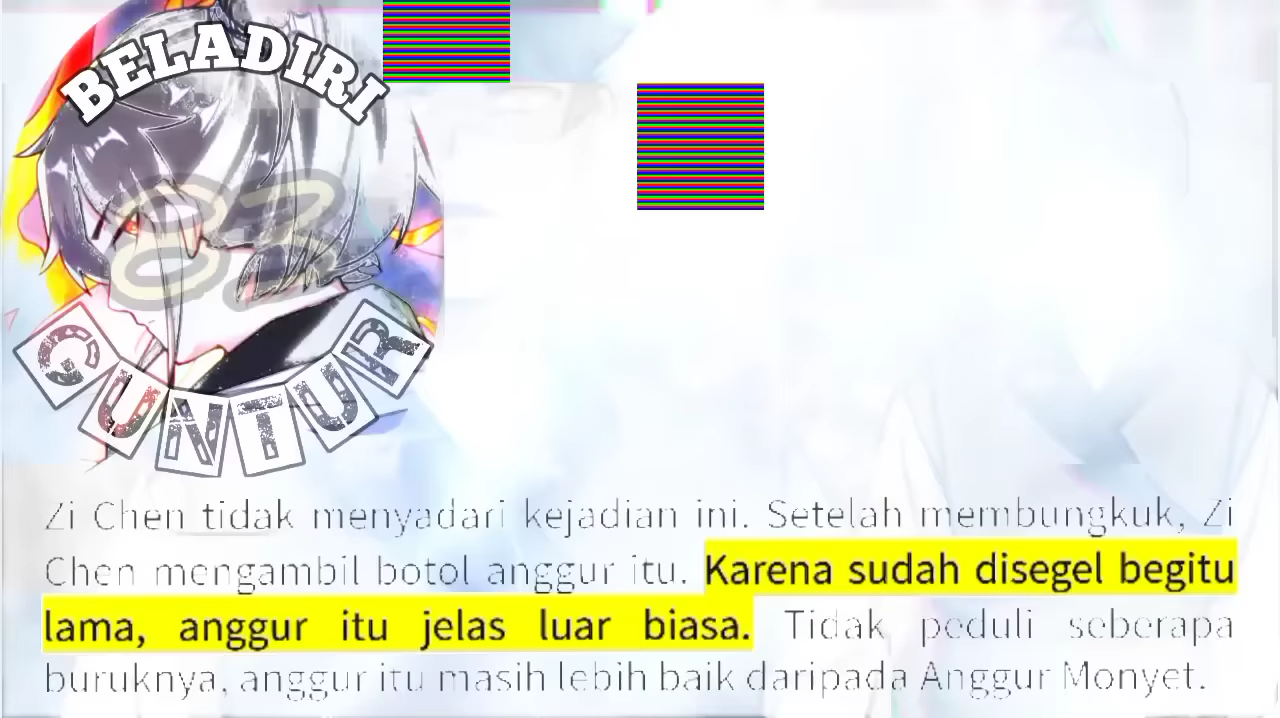 BELADIRI
83
GUNTUR
Zi Chen tidak menyadari kejadian ini. Setelah membungkuk, Zi
Chen mengambil botol anggur itu. Karena sudah disegel begitu
lama, anggur itu jelas luar biasa. Tidak peduli seberapa
buruknya, anggur itu masih lebih baik daripada Anggur Monyet.